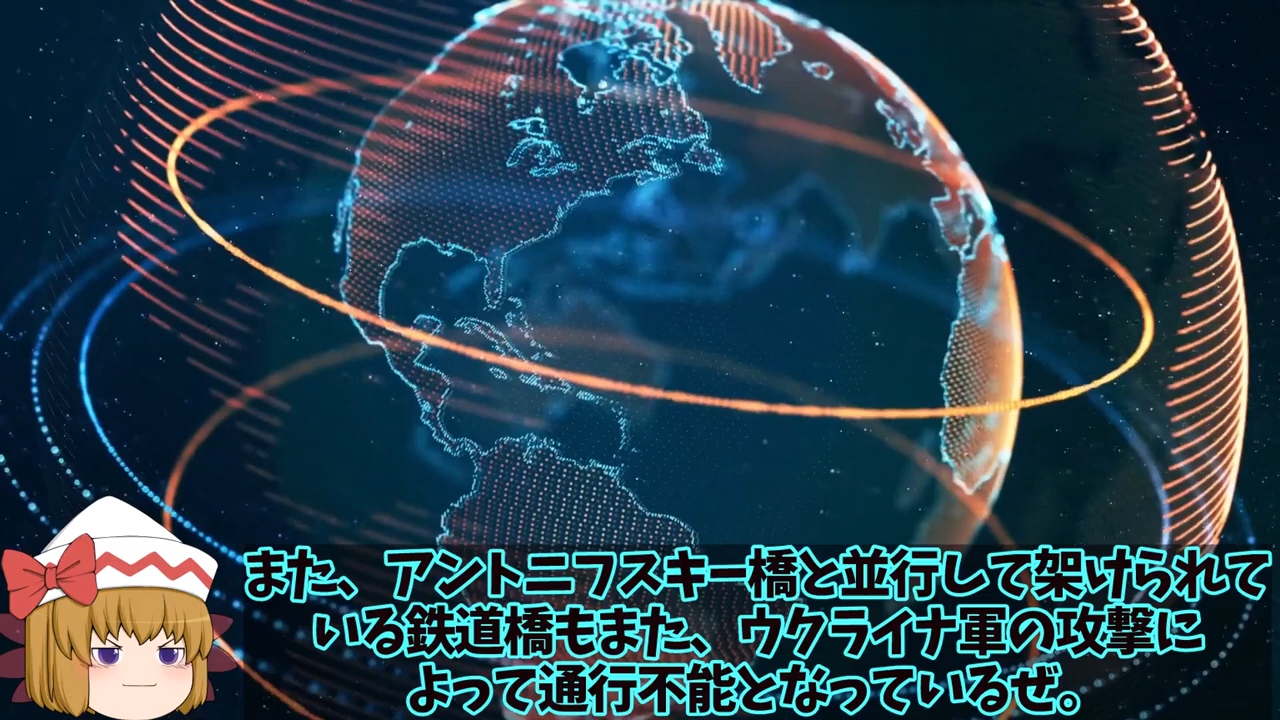 また、アントニフスキー橋と並行して架けられて
いる鉄道橋もまた、ウクライナ軍の攻撃に
よって通行不能となっているぜ。